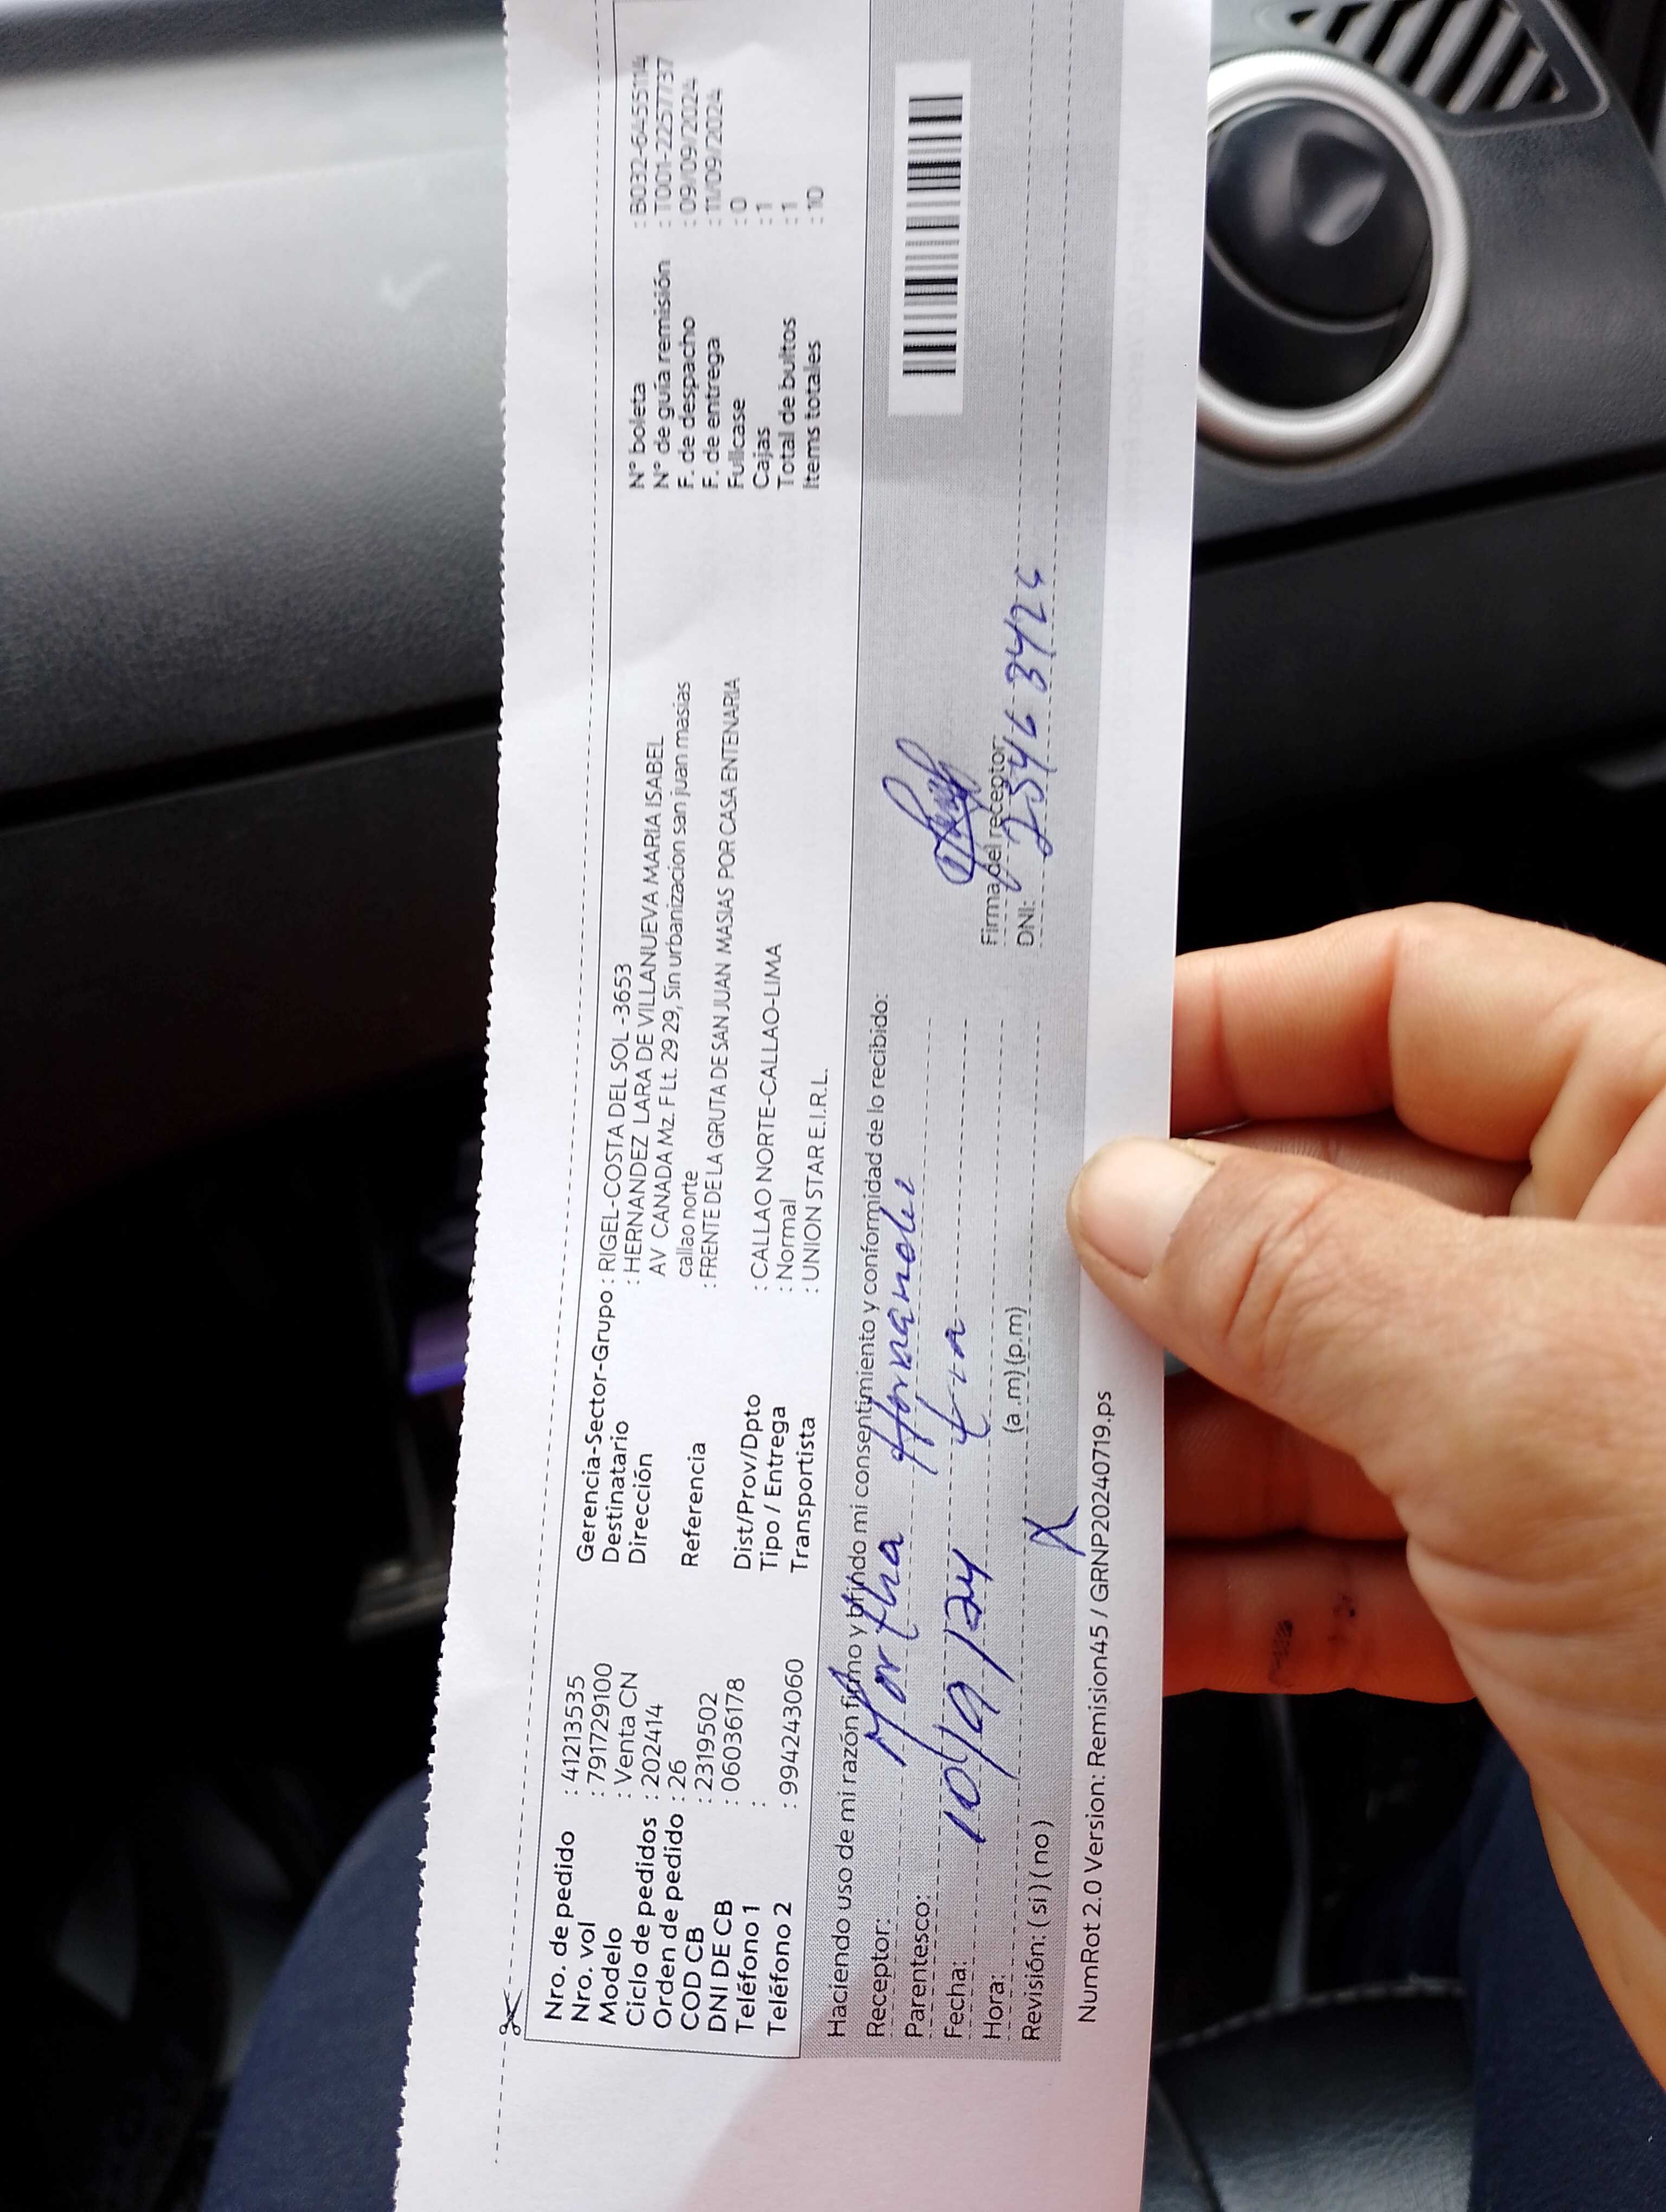 Nro. de pedido : 41213535
Nro. vol : 791729100
Modelo : Venta CN
Ciclo de pedidos : 202414
Orden de pedido : 26
COD CB : 2319502
DNI DE CB : 06036178
Teléfono 1 :
Teléfono 2 : 994243060
Gerencia-Sector-Grupo : RIGEL-COSTA DEL SOL -3653
Destinatario : HERNANDEZ LARA DE VILLANUEVA MARIA ISABEL
Dirección AV CANADA Mz. F Lt. 29 29, Sin urbanizacion san juan masias
callao norte
Referencia : FRENTE DE LA GRUTA DE SAN JUAN MASIAS POR CASA ENTENARIA
Dist/Prov/Dpto : CALLAO NORTE-CALLAO-LIMA
Tipo / Entrega : Normal
Transportista : UNION STAR E.I.R.L.
N° boleta : B032-64555114
N° de guía remisión : T001-22577737
F. de despacho : 09/09/2024
F. de entrega : 11/09/2024
Fullcase : 0
Cajas : 1
Total de bultos : 1
Items totales : 10
Haciendo uso de mi razón firmo y brindo mi consentimiento y conformidad de lo recibido:
Receptor: Martha Hernandez
Parentesco:
Fecha: 10/9/24
Hora: (a .m) (p.m)
Revisión: ( si ) ( no ) X
Firma del receptor:
DNI: 2546 3424
NumRot 2.0 Version: Remision45 / GRNP20240719.ps